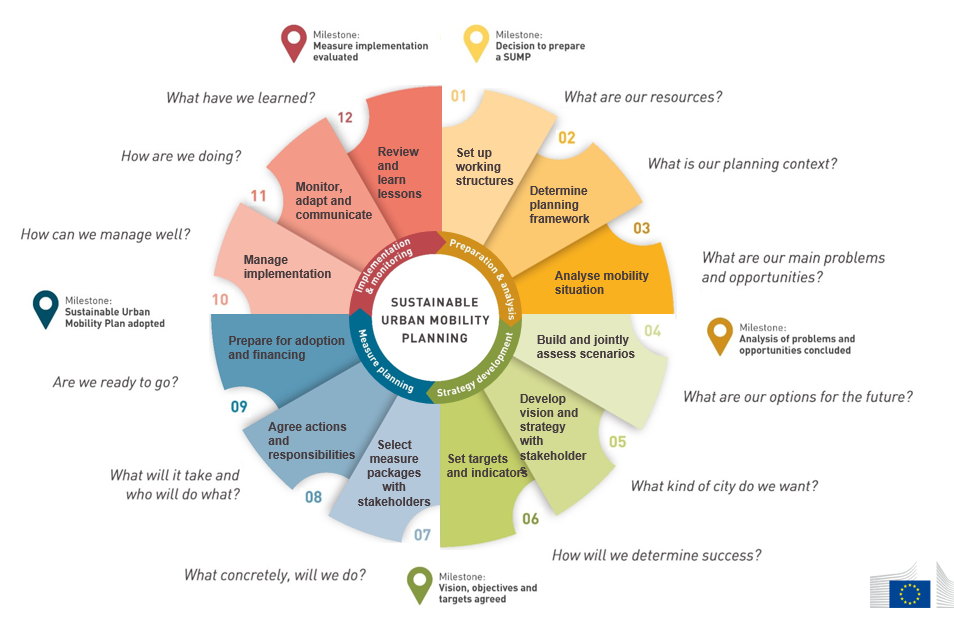 Milestone:
Measure implementation
evaluated
Milestone:
Decision to prepare
a SUMP
What have we learned?
12
01
What are our resources?
Review
and
learn
lessons
Set up
working
structures
02
How are we doing?
What is our planning context?
11
Monitor,
adapt and
communicate
Determine
planning
framework
03
How can we manage well?
What are our main problems
and opportunities?
Manage
implementation
Analyse mobility
situation
10
04
Implementation
& monitoring
Preparation & analysis
SUSTAINABLE
URBAN MOBILITY
PLANNING
Measure planning
Strategy development
Milestone:
Sustainable Urban
Mobility Plan adopted
Milestone:
Analysis of problems and
opportunities concluded
Prepare for adoption
and financing
Build and jointly
assess scenarios
Are we ready to go?
What are our options for the future?
09
05
Agree actions
and
responsibilities
Develop
vision and
strategy
with
stakeholder
s
What will it take and
who will do what?
What kind of city do we want?
08
06
Select
measure
packages
with
stakeholders
Set targets
and indicators
07
How will we determine success?
What concretely, will we do?
Milestone:
Vision, objectives and
targets agreed